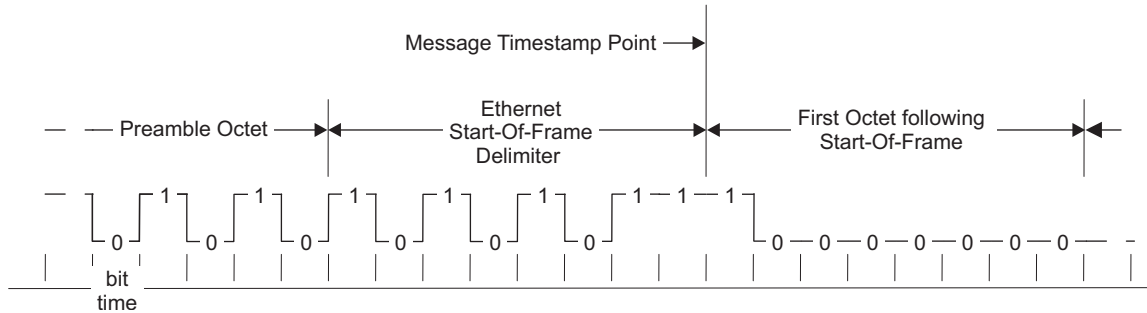 Message Timestamp Point
Preamble Octet
Ethernet
Start-Of-Frame
Delimiter
First Octet following
Start-Of-Frame
1 1 1 1 1 1 1 1
0 0 0 0 0 0 0 0 0 0 0 0 0
bit
time